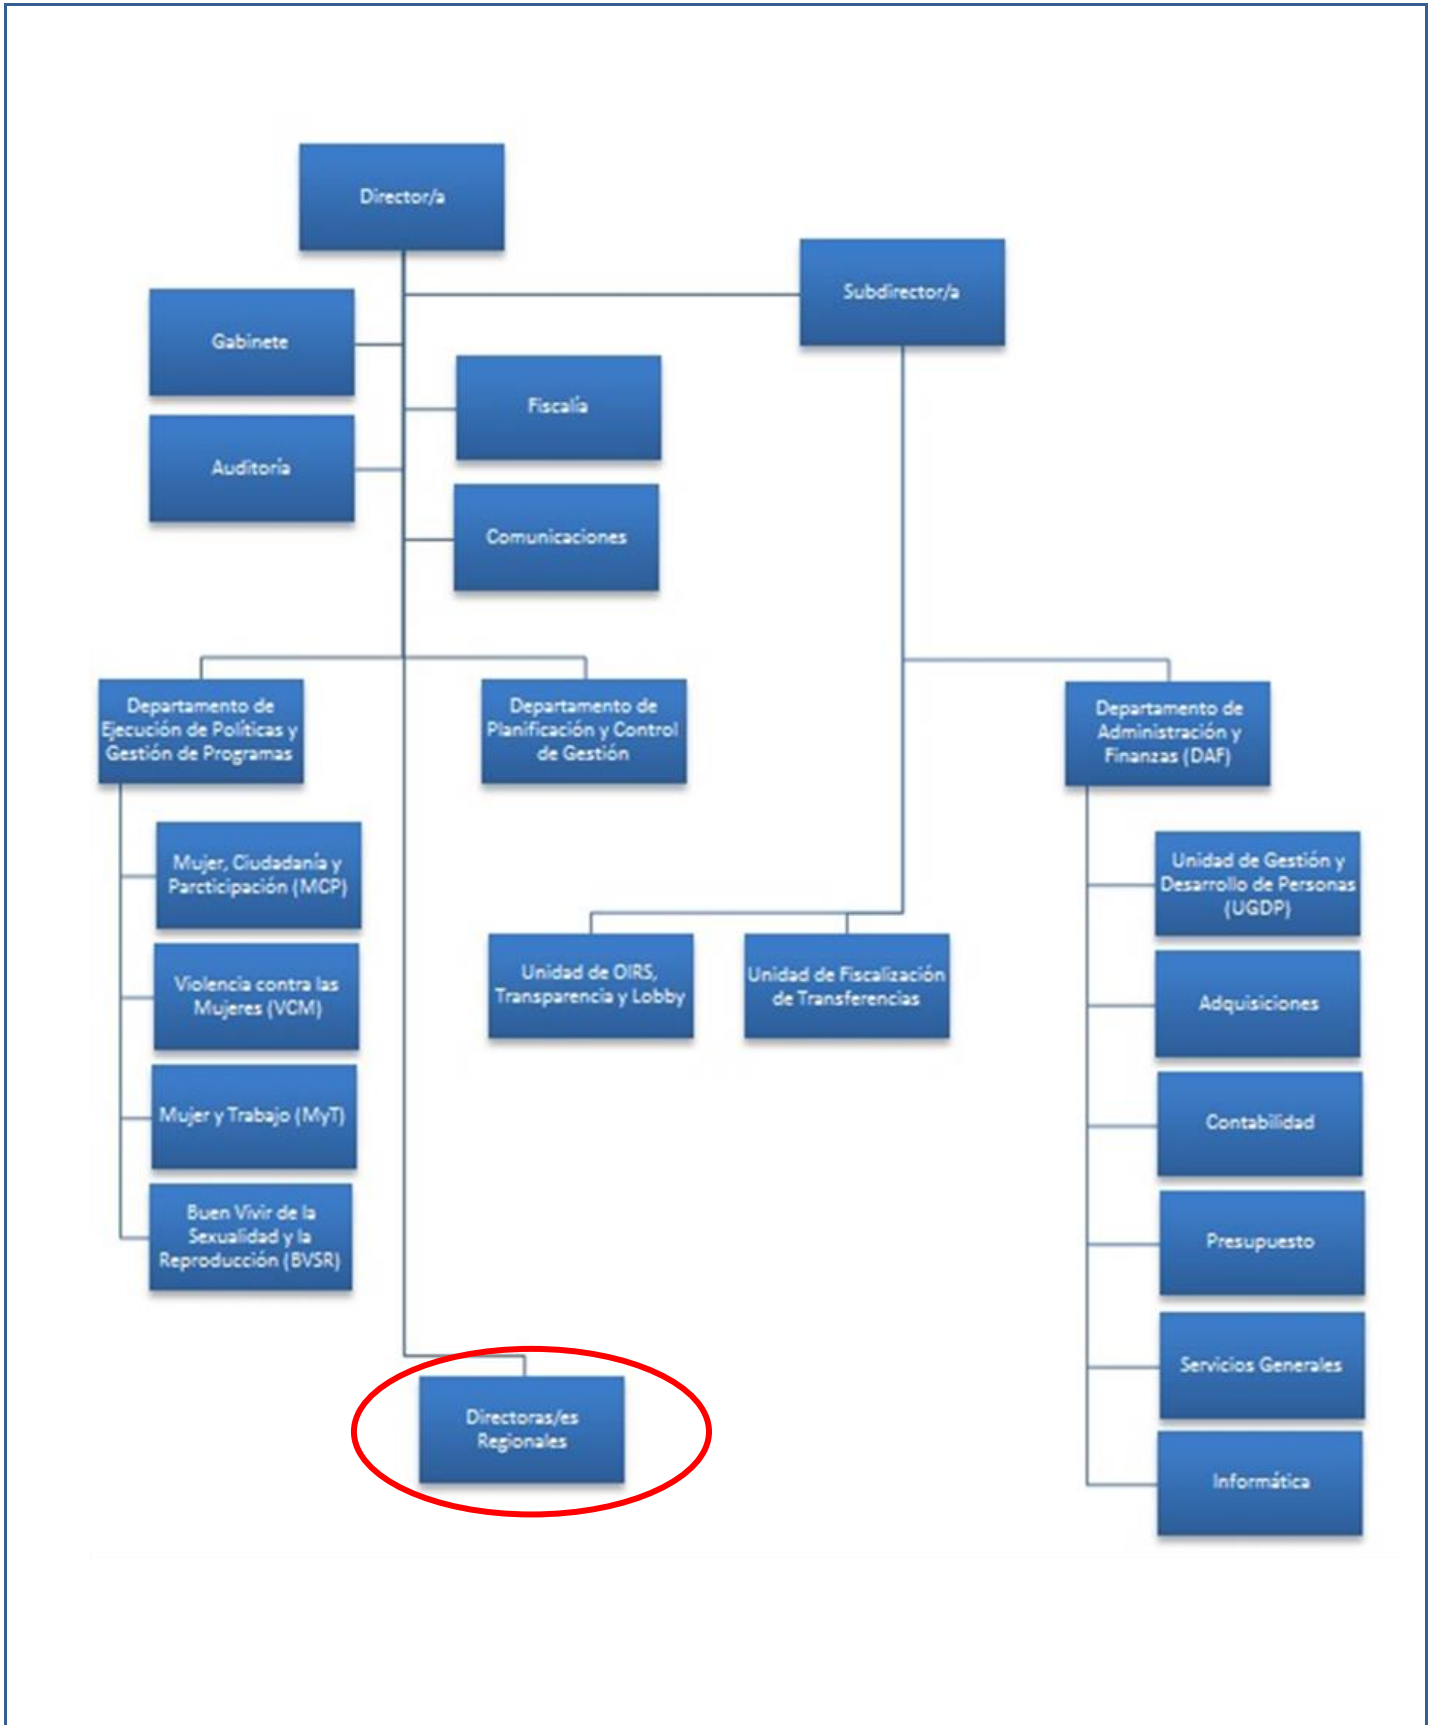 Director/a
Subdirector/a
Gabinete
Fiscalía
Auditoría
Comunicaciones
Departamento de
Ejecución de Políticas y
Gestión de Programas
Departamento de
Planificación y Control
de Gestión
Departamento de
Administración y
Finanzas (DAF)
Mujer, Ciudadanía y
Parcticipación (MCP)
Violencia contra las
Mujeres (VCM)
Mujer y Trabajo (MyT)
Buen Vivir de la
Sexualidad y la
Reproducción (BVSR)
Unidad de OIRS,
Transparencia y Lobby
Unidad de Fiscalización
de Transferencias
Unidad de Gestión y
Desarrollo de Personas
(UGDP)
Adquisiciones
Contabilidad
Presupuesto
Servicios Generales
Informática
Directoras/es
Regionales